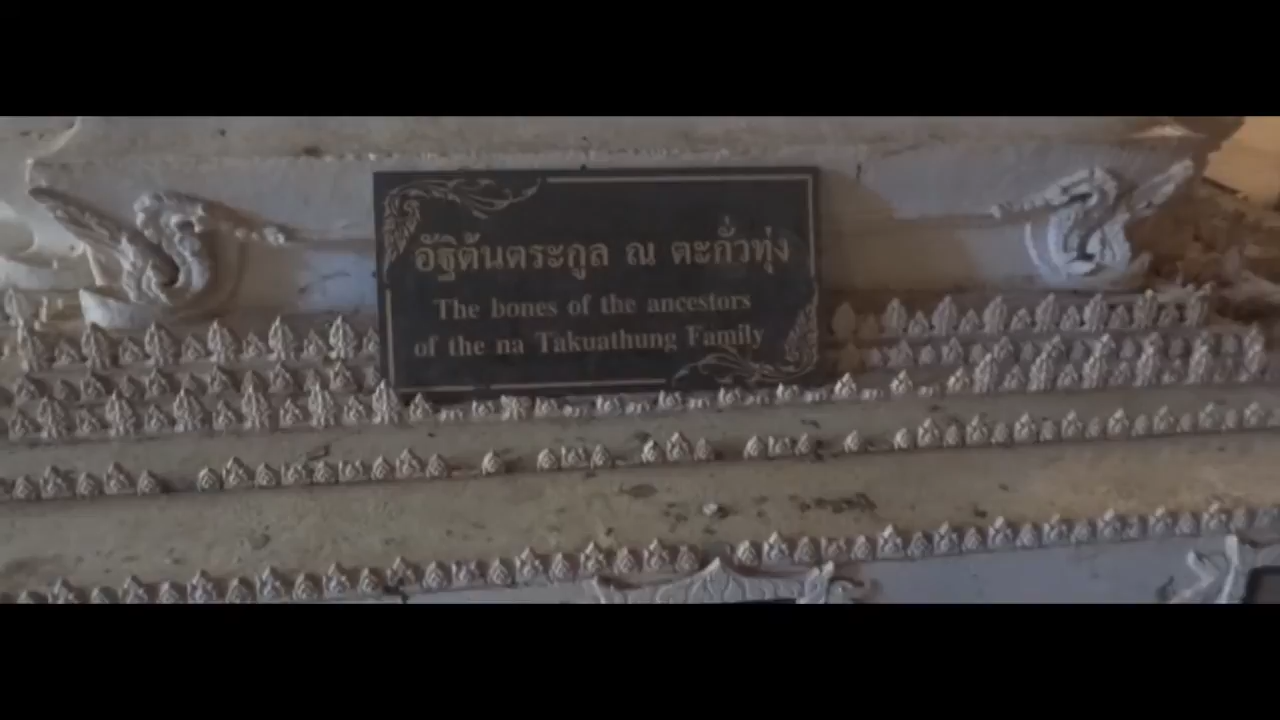 อัฐิต้นตระกูล ณ ตะกั่วทุ่ง
The bones of the ancestors
of the na Takuathung Family